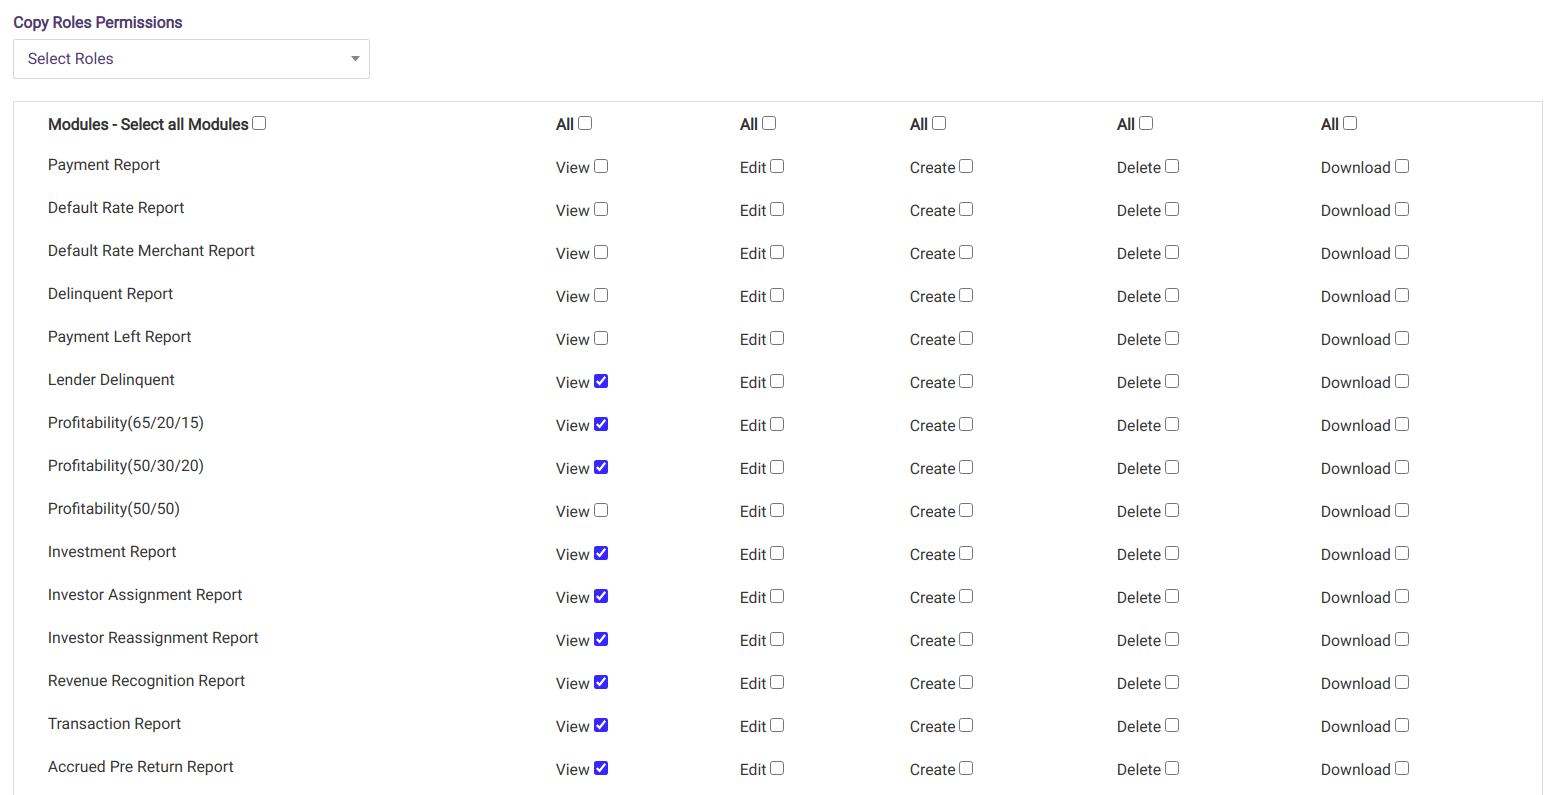 Copy Roles Permissions
Select Roles
Modules - Select all Modules All All All All All
Payment Report View Edit Create Delete Download
Default Rate Report View Edit Create Delete Download
Default Rate Merchant Report View Edit Create Delete Download
Delinquent Report View Edit Create Delete Download
Payment Left Report View Edit Create Delete Download
Lender Delinquent View Edit Create Delete Download
Profitability(65/20/15) View Edit Create Delete Download
Profitability(50/30/20) View Edit Create Delete Download
Profitability(50/50) View Edit Create Delete Download
Investment Report View Edit Create Delete Download
Investor Assignment Report View Edit Create Delete Download
Investor Reassignment Report View Edit Create Delete Download
Revenue Recognition Report View Edit Create Delete Download
Transaction Report View Edit Create Delete Download
Accrued Pre Return Report View Edit Create Delete Download